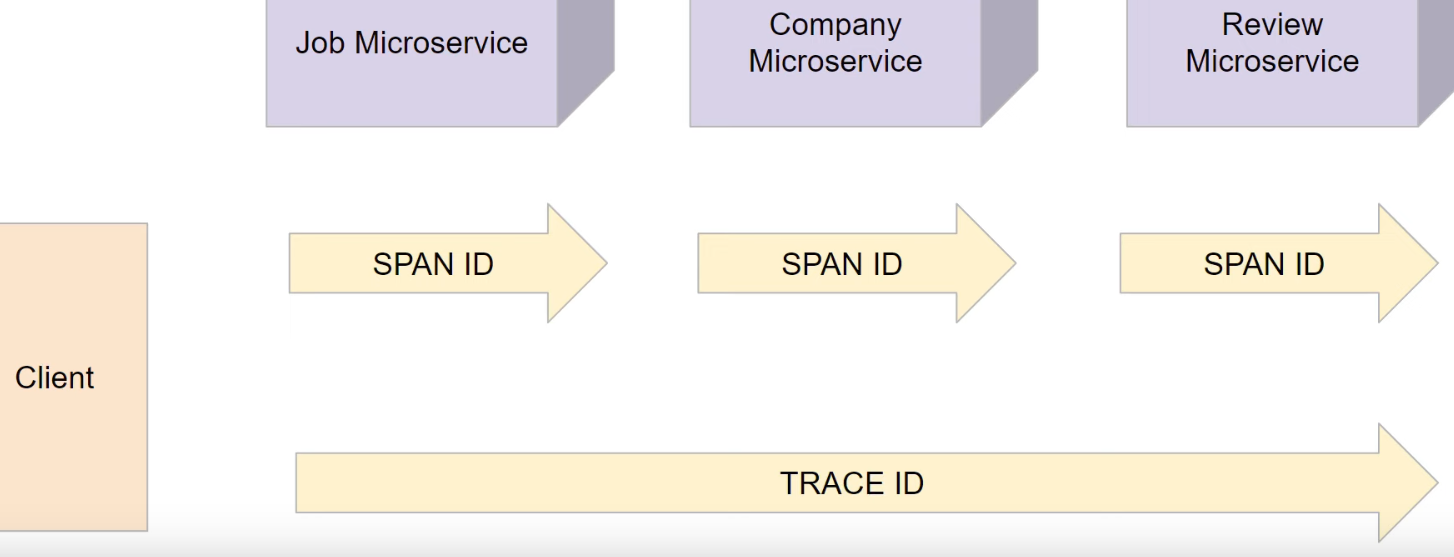 Job Microservice
Company
Microservice
Review
Microservice
SPAN ID
SPAN ID
SPAN ID
Client
TRACE ID